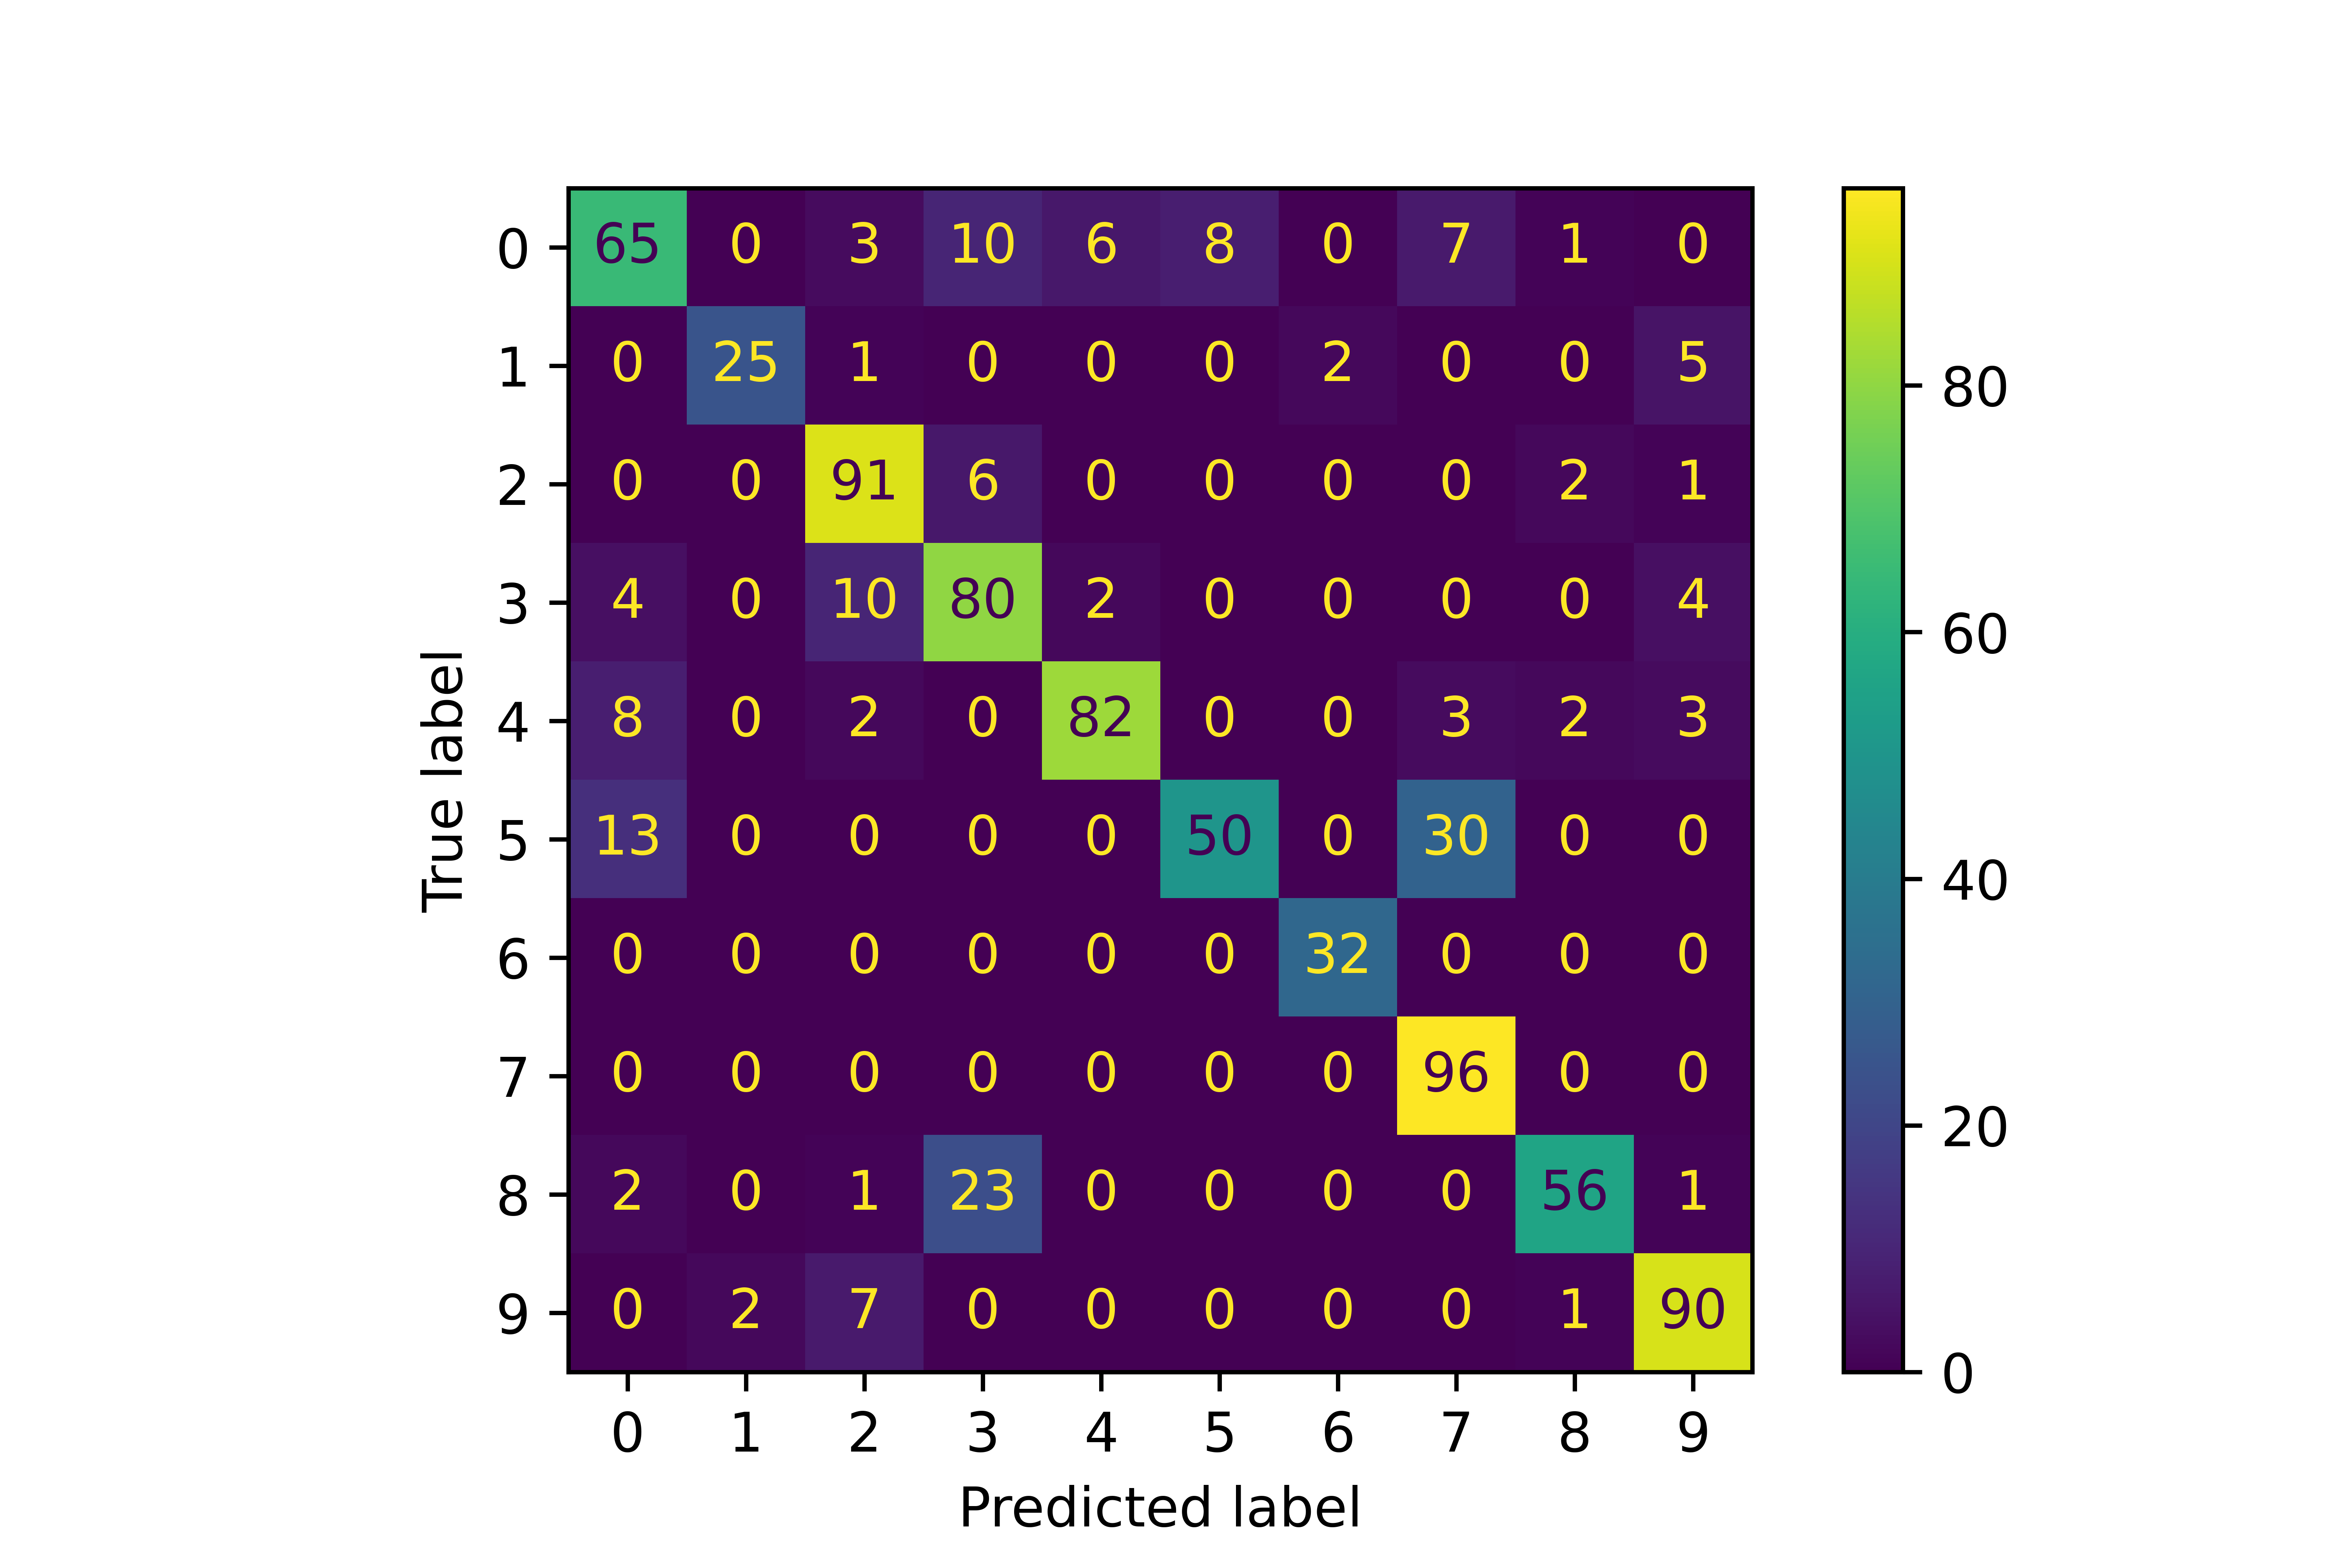 0 65 0 3 10 6 8 0 7 1 0
1 0 25 1 0 0 0 2 0 0 5
2 0 0 91 6 0 0 0 0 2 1
3 4 0 10 80 2 0 0 0 0 4
4 8 0 2 0 82 0 0 3 2 3
5 13 0 0 0 0 50 0 30 0 0
6 0 0 0 0 0 0 32 0 0 0
7 0 0 0 0 0 0 0 96 0 0
8 2 0 1 23 0 0 0 0 56 1
9 0 2 7 0 0 0 0 0 1 90
0 1 2 3 4 5 6 7 8 9
Predicted label
True label
80
60
40
20
0